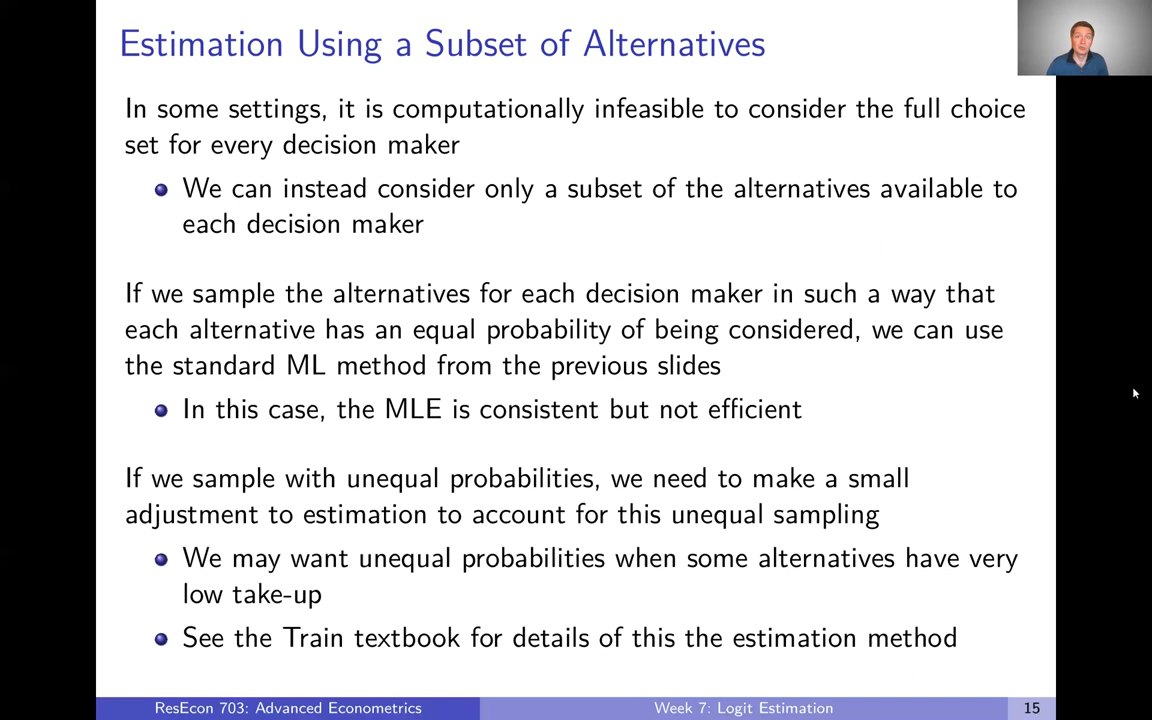 Estimation Using a Subset of Alternatives
In some settings, it is computationally infeasible to consider the full choice
set for every decision maker
We can instead consider only a subset of the alternatives available to
each decision maker
If we sample the alternatives for each decision maker in such a way that
each alternative has an equal probability of being considered, we can use
the standard ML method from the previous slides
In this case, the MLE is consistent but not efficient
If we sample with unequal probabilities, we need to make a small
adjustment to estimation to account for this unequal sampling
We may want unequal probabilities when some alternatives have very
low take-up
See the Train textbook for details of this the estimation method
ResEcon 703: Advanced Econometrics
Week 7: Logit Estimation
15